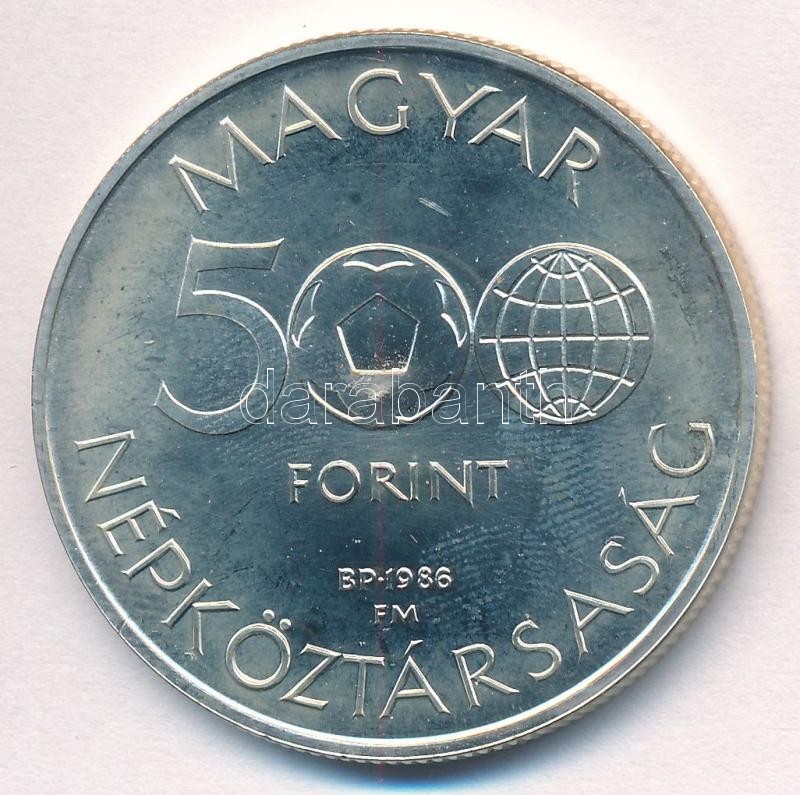 MAGYAR
500
darabanth
FORINT
BP·1986
FM
NÉPKÖZTÁRSASÁG